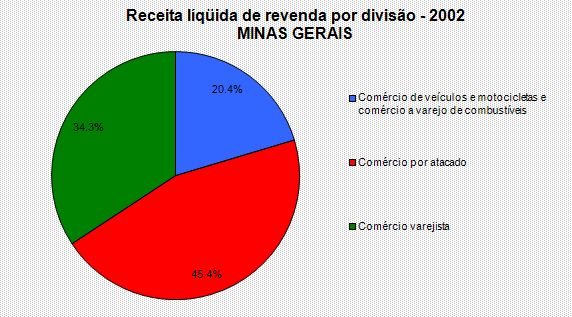 Receita líqüida de revenda por divisão - 2002
MINAS GERAIS
20.4%
34.3%
45.4%
Comércio de veículos e motocicletas e
comércio a varejo de combustíveis
Comércio por atacado
Comércio varejista